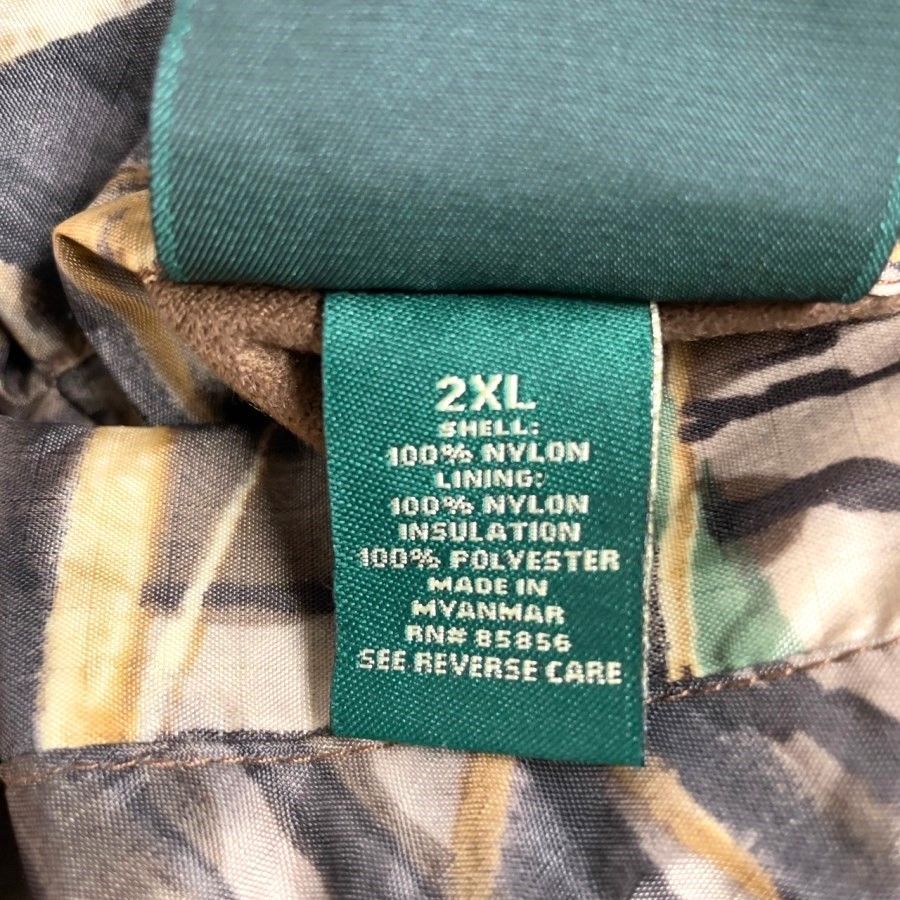 2XL
SHELL:
100% NYLON
LINING:
100% NYLON
INSULATION
100% POLYESTER
MADE IN
MYANMAR
RN# 85856
SEE REVERSE CARE